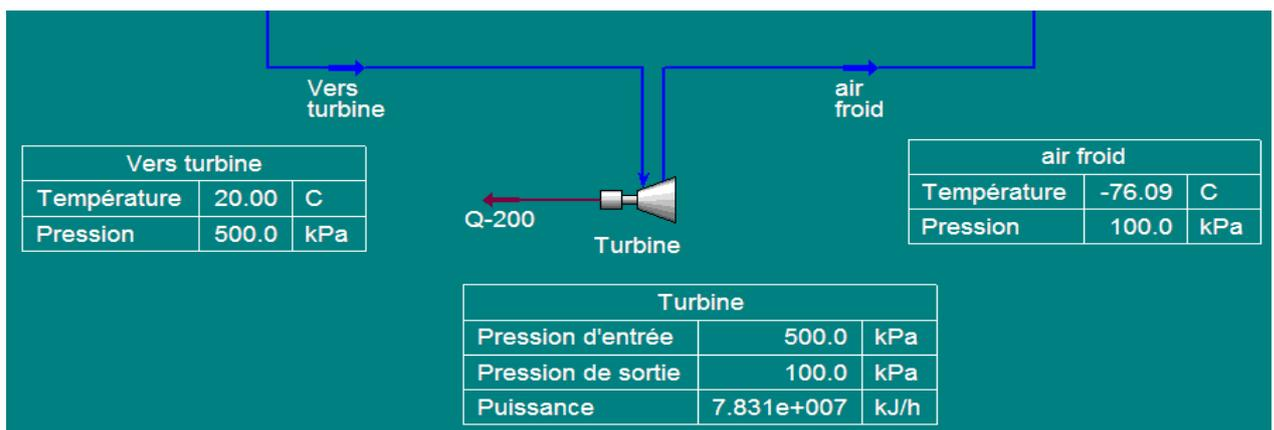 Vers
turbine
air
froid
Vers turbine
Température 20.00 C
Pression 500.0 kPa
air froid
Température -76.09 C
Pression 100.0 kPa
Q-200
Turbine
Turbine
Pression d'entrée 500.0 kPa
Pression de sortie 100.0 kPa
Puissance 7.831e+007 kJ/h